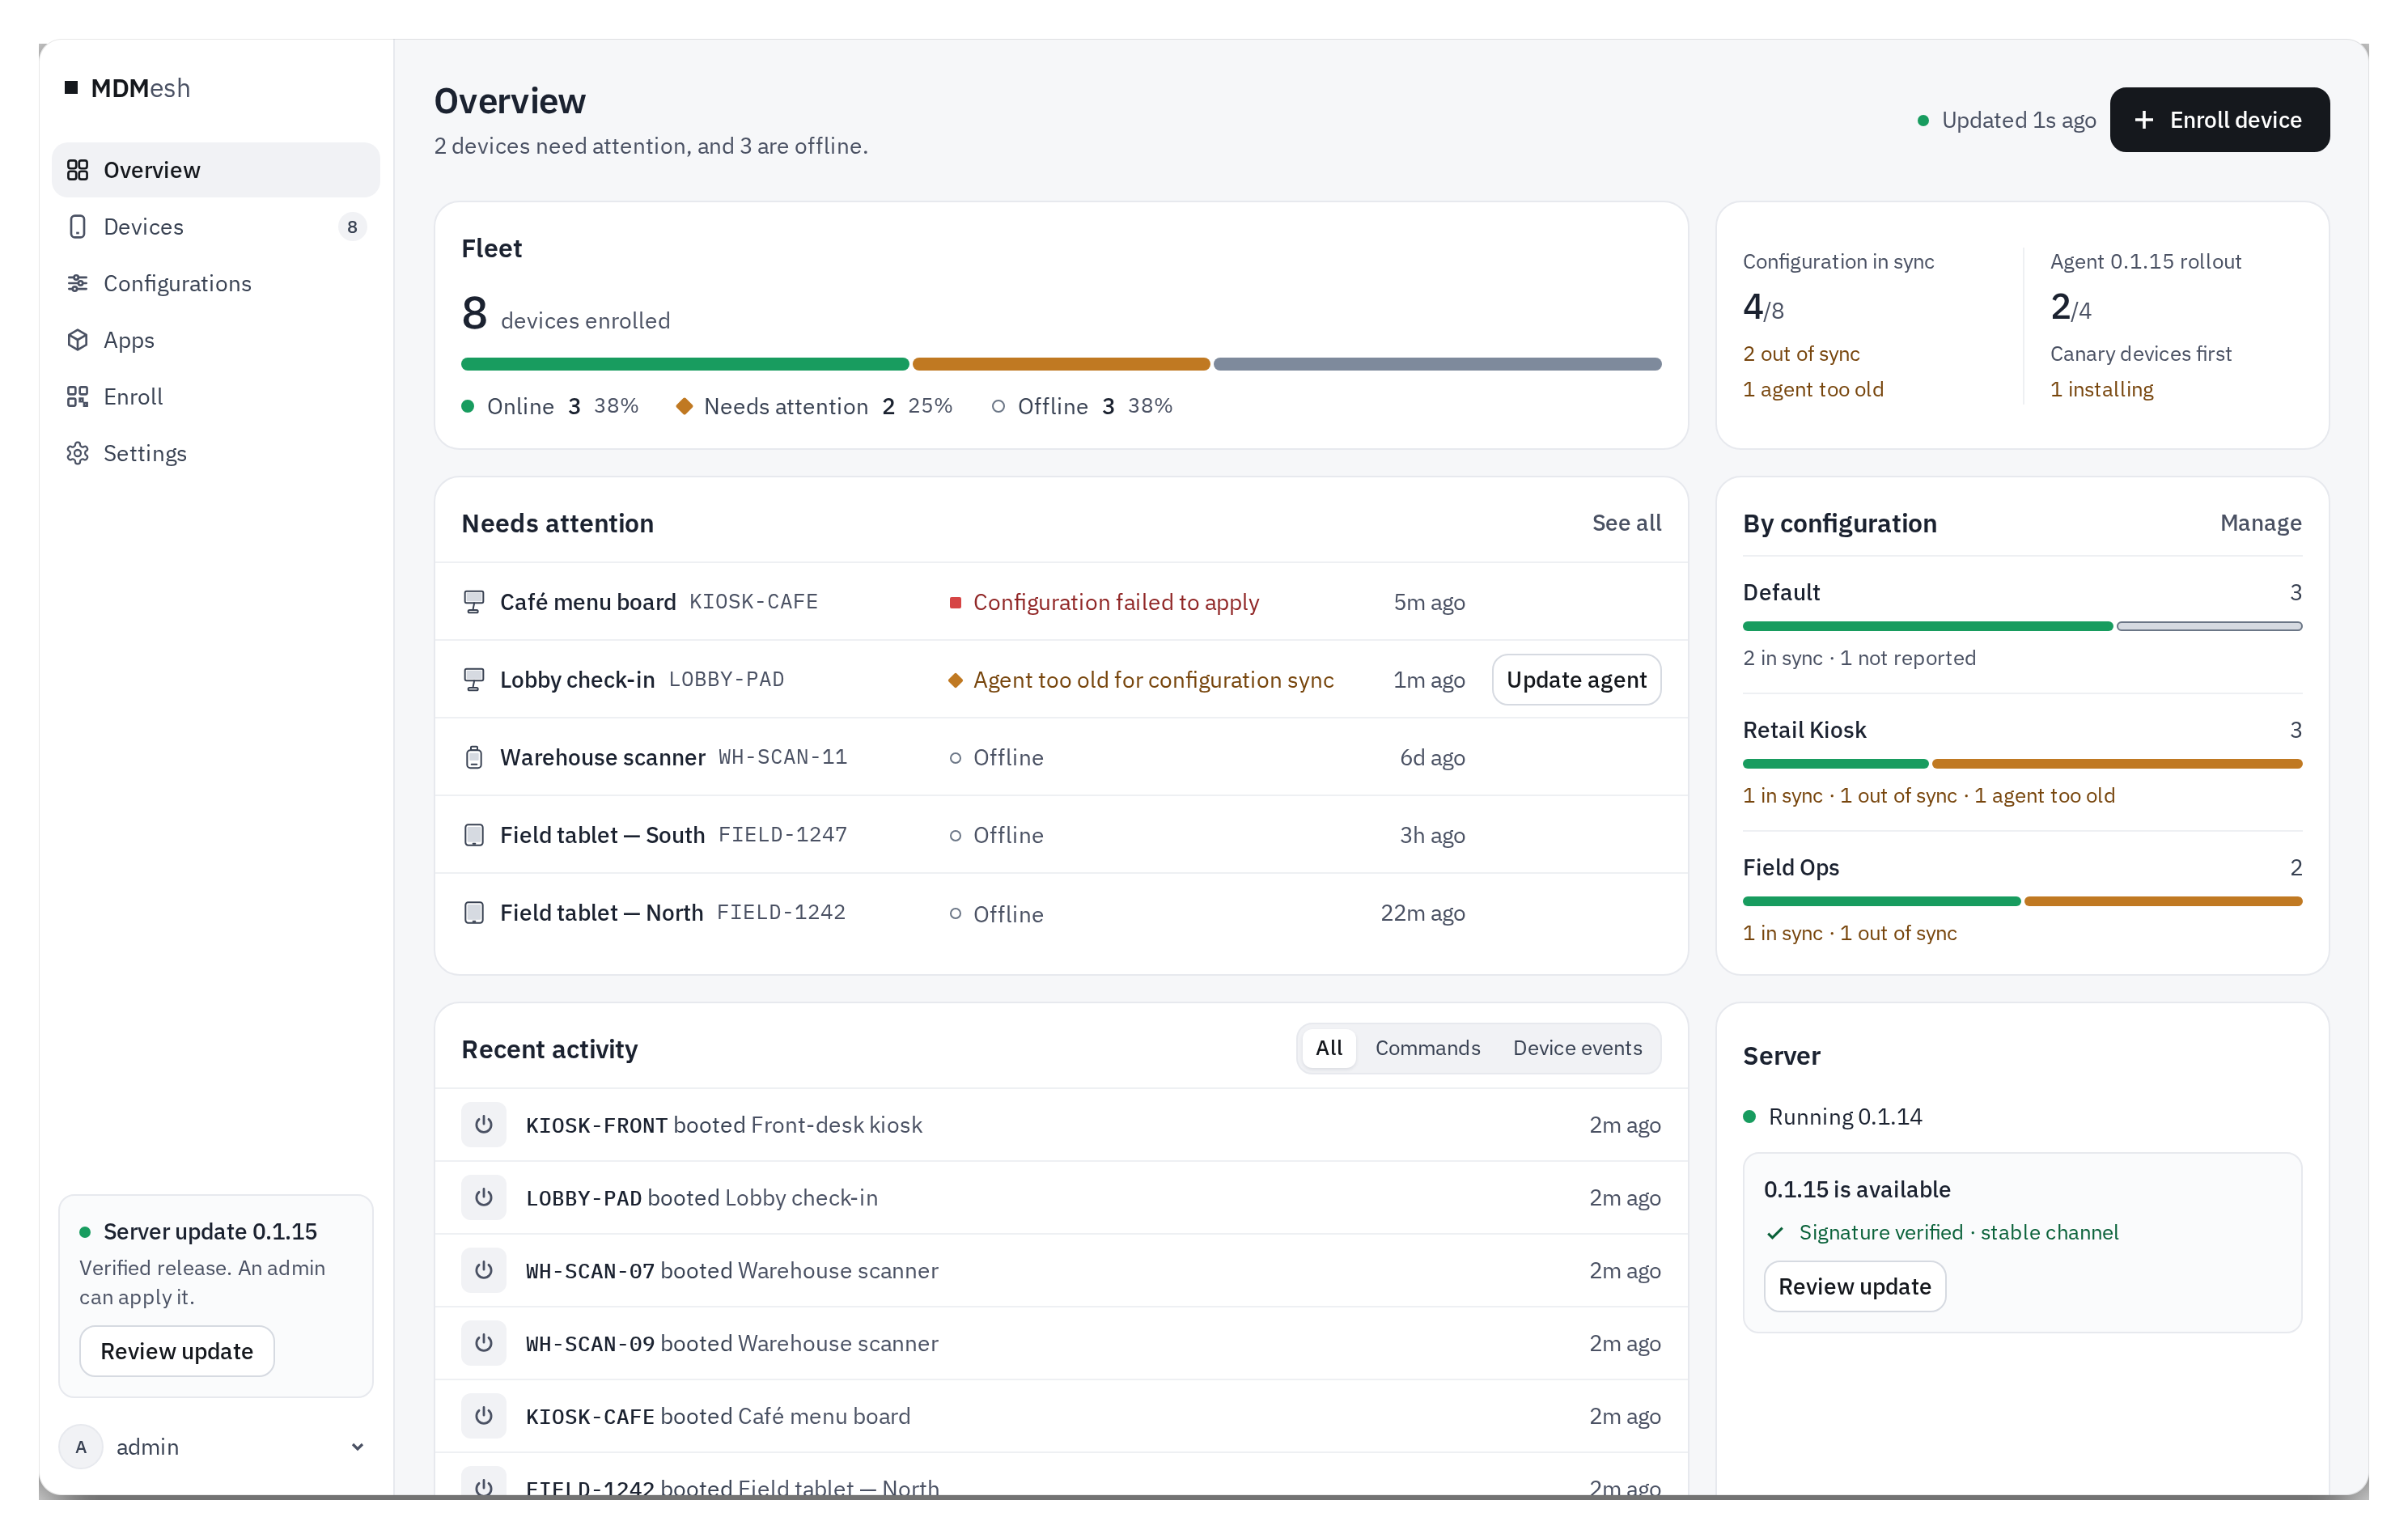 MDMesh
Overview
Devices 8
Configurations
Apps
Enroll
Settings
Server update 0.1.15
Verified release. An admin
can apply it.
Review update
A admin
Overview
2 devices need attention, and 3 are offline.
Updated 1s ago
Enroll device
Fleet
8 devices enrolled
Online 3 38% Needs attention 2 25% Offline 3 38%
Configuration in sync
4/8
2 out of sync
1 agent too old
Agent 0.1.15 rollout
2/4
Canary devices first
1 installing
Needs attention See all
Café menu board KIOSK-CAFE Configuration failed to apply 5m ago
Lobby check-in LOBBY-PAD Agent too old for configuration sync 1m ago Update agent
Warehouse scanner WH-SCAN-11 Offline 6d ago
Field tablet — South FIELD-1247 Offline 3h ago
Field tablet — North FIELD-1242 Offline 22m ago
By configuration Manage
Default 3
2 in sync · 1 not reported
Retail Kiosk 3
1 in sync · 1 out of sync · 1 agent too old
Field Ops 2
1 in sync · 1 out of sync
Recent activity All Commands Device events
KIOSK-FRONT booted Front-desk kiosk 2m ago
LOBBY-PAD booted Lobby check-in 2m ago
WH-SCAN-07 booted Warehouse scanner 2m ago
WH-SCAN-09 booted Warehouse scanner 2m ago
KIOSK-CAFE booted Café menu board 2m ago
FIELD-1242 booted Field tablet — North 2m ago
Server
Running 0.1.14
0.1.15 is available
Signature verified · stable channel
Review update